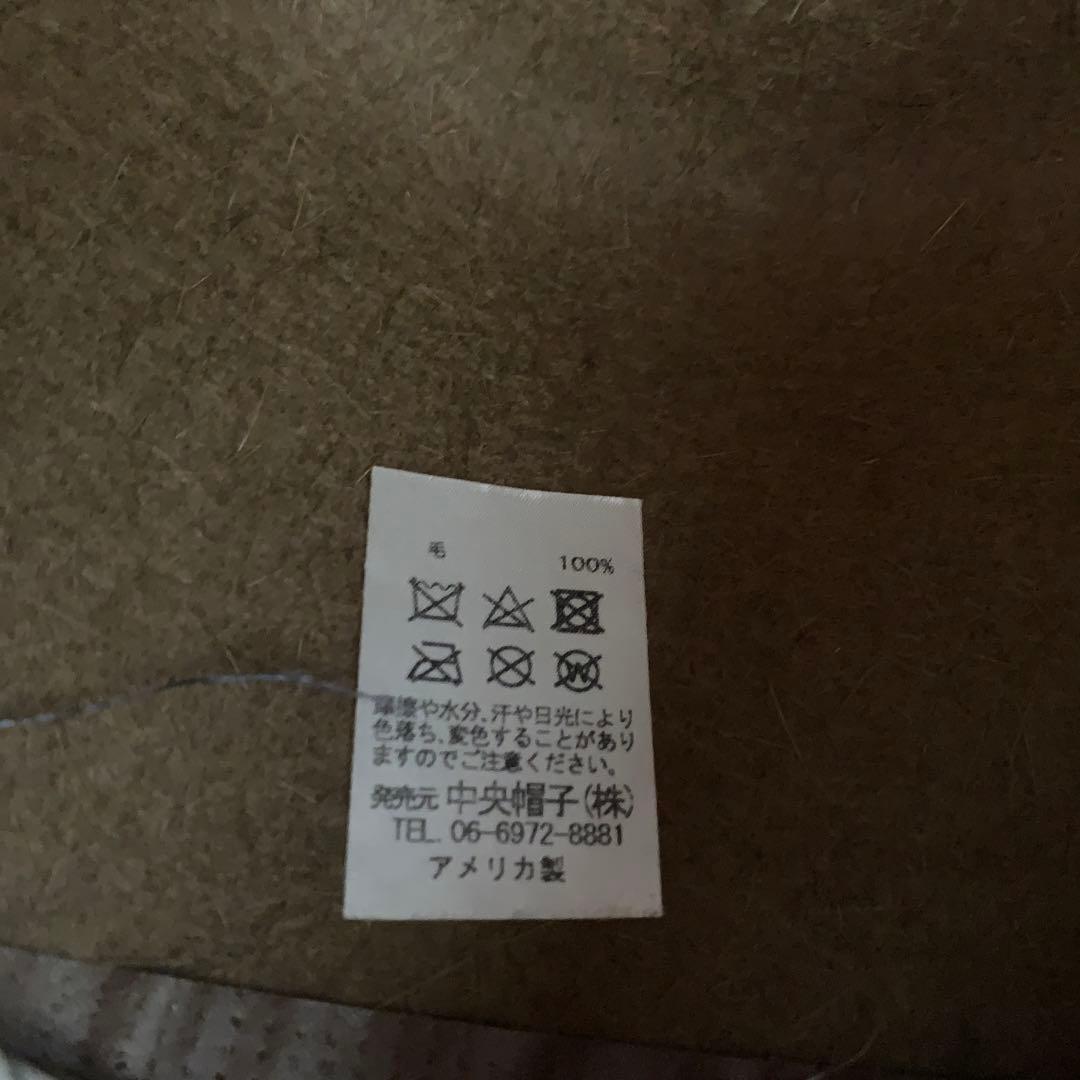 毛 100%
W
摩擦や水分、汗や日光により
色落ち、変色することがあり
ますのでご注意ください。
発売元 中央帽子(株)
TEL. 06-6972-8881
アメリカ製